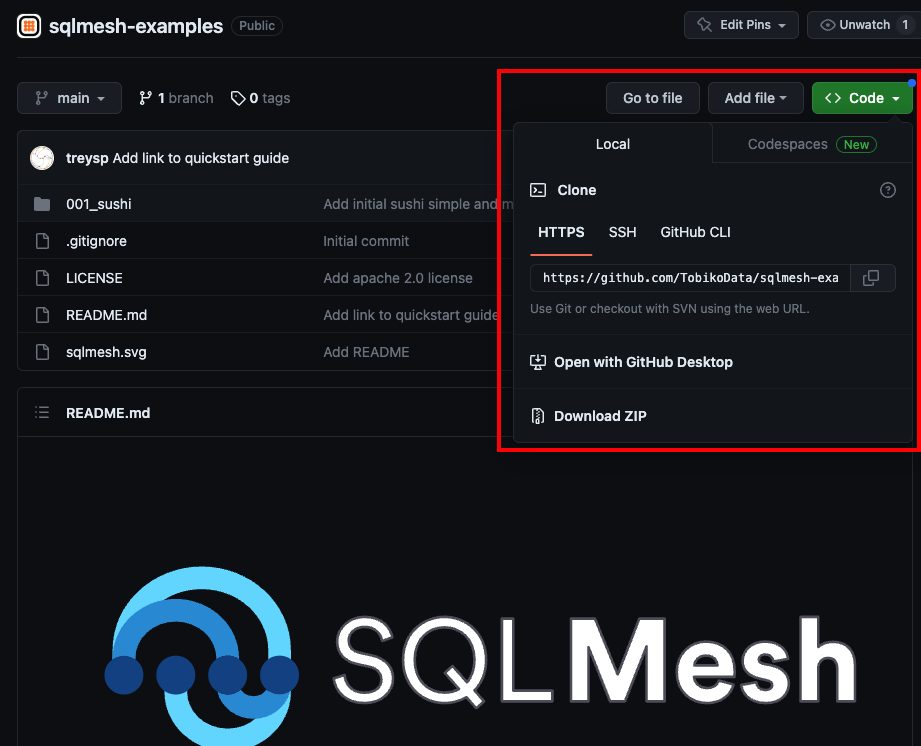 sqlmesh-examples Public Edit Pins Unwatch 1
main 1 branch 0 tags Go to file Add file Code
Local Codespaces New
treysp Add link to quickstart guide
Clone
001_sushi Add initial sushi simple and m
HTTPS SSH GitHub CLI
.gitignore Initial commit
LICENSE Add apache 2.0 license
https://github.com/TobikoData/sqlmesh-exa
README.md Add link to quickstart guide
Use Git or checkout with SVN using the web URL.
sqlmesh.svg Add README
Open with GitHub Desktop
README.md
Download ZIP
SQLMesh